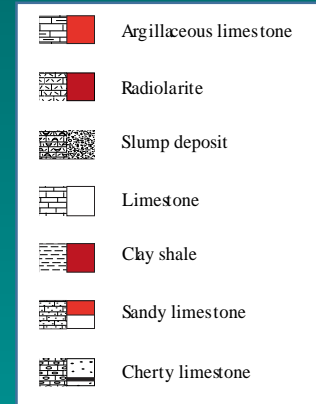 Argillaceous limestone
Radiolarite
Slump deposit
Limestone
Clay shale
Sandy limestone
Cherty limestone